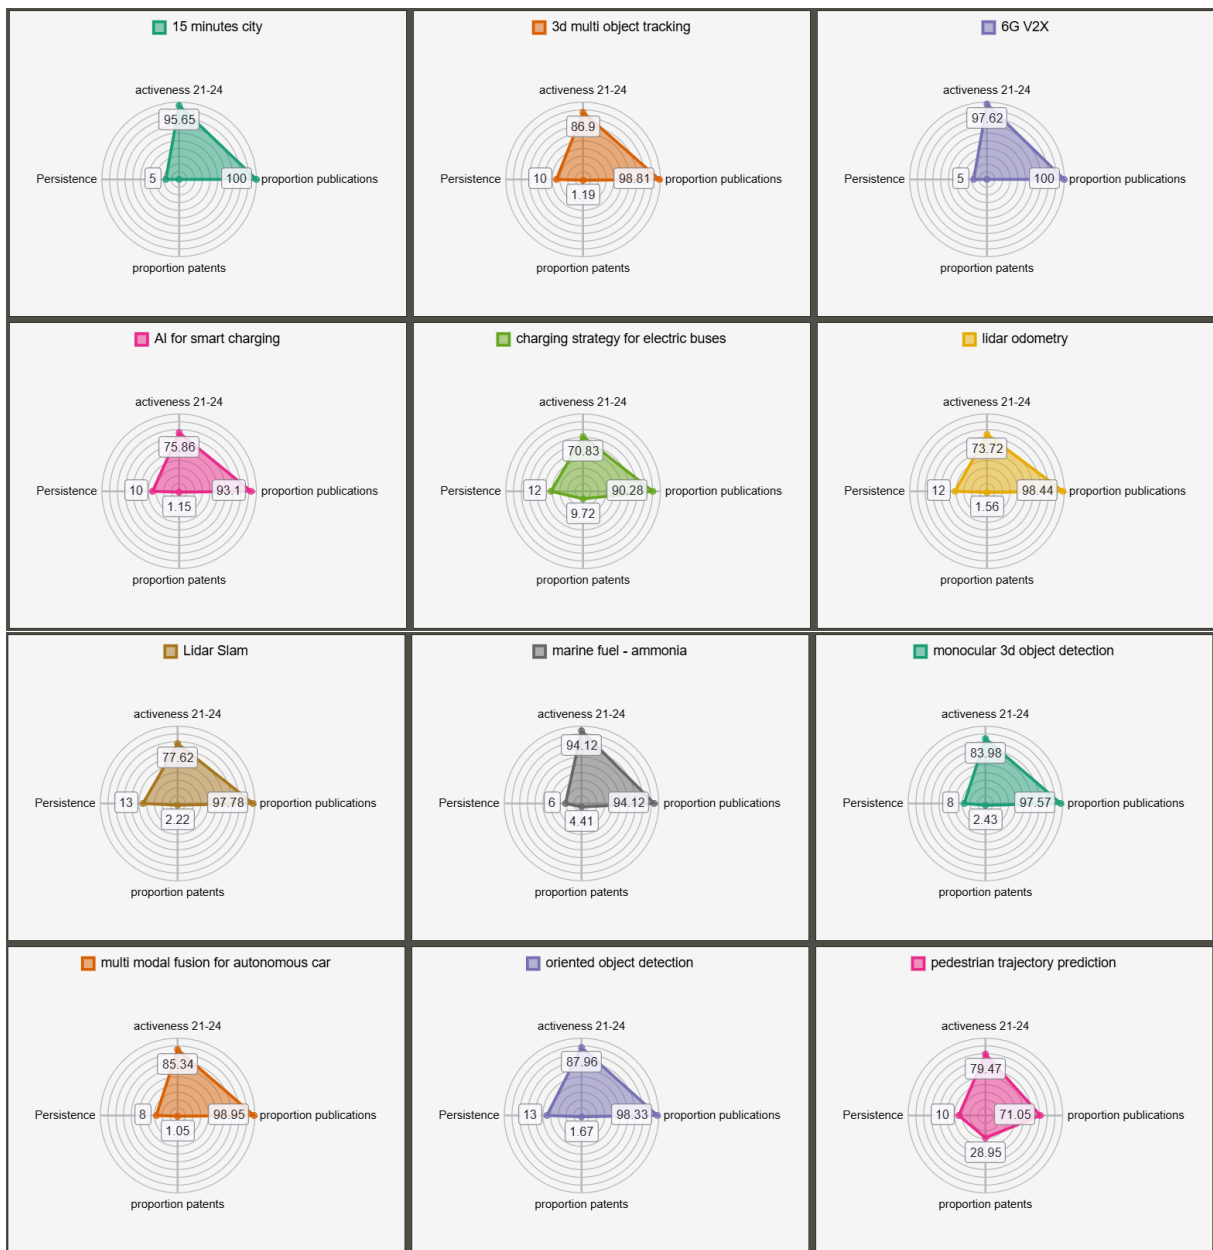 15 minutes city
activeness 21-24
95.65
Persistence
5
100
proportion publications
proportion patents
3d multi object tracking
activeness 21-24
86.9
Persistence
10
98.81
proportion publications
1.19
proportion patents
6G V2X
activeness 21-24
97.62
Persistence
5
100
proportion publications
proportion patents
AI for smart charging
activeness 21-24
75.86
Persistence
10
93.1
proportion publications
1.15
proportion patents
charging strategy for electric buses
activeness 21-24
70.83
Persistence
12
90.28
proportion publications
9.72
proportion patents
lidar odometry
activeness 21-24
73.72
Persistence
12
98.44
proportion publications
1.56
proportion patents
Lidar Slam
activeness 21-24
77.62
Persistence
13
97.78
proportion publications
2.22
proportion patents
marine fuel - ammonia
activeness 21-24
94.12
Persistence
6
94.12
proportion publications
4.41
proportion patents
monocular 3d object detection
activeness 21-24
83.98
Persistence
8
97.57
proportion publications
2.43
proportion patents
multi modal fusion for autonomous car
activeness 21-24
85.34
Persistence
8
98.95
proportion publications
1.05
proportion patents
oriented object detection
activeness 21-24
87.96
Persistence
13
98.33
proportion publications
1.67
proportion patents
pedestrian trajectory prediction
activeness 21-24
79.47
Persistence
10
71.05
proportion publications
28.95
proportion patents